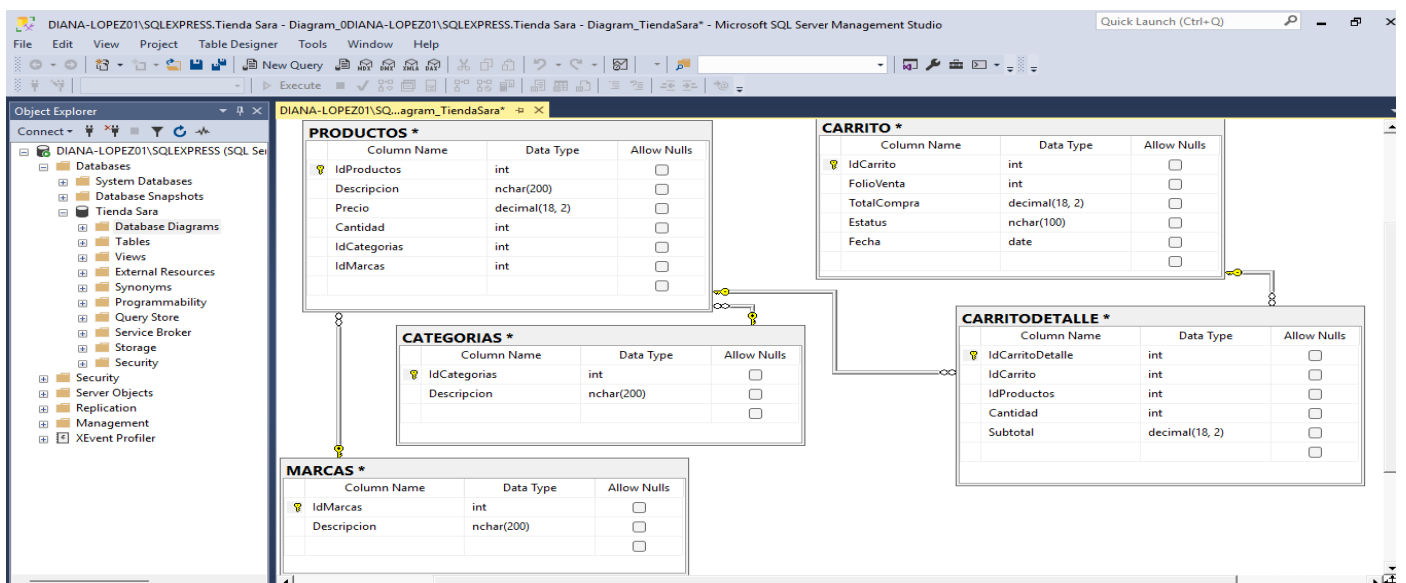 DIANA-LOPEZ01\SQLEXPRESS.Tienda Sara - Diagram_0DIANA-LOPEZ01\SQLEXPRESS.Tienda Sara - Diagram_TiendaSara* - Microsoft SQL Server Management Studio
Quick Launch (Ctrl+Q)
File Edit View Project Table Designer Tools Window Help
New Query
MDX DMX XMLA DAX
Execute
Object Explorer
DIANA-LOPEZ01\SQ...agram_TiendaSara*
Connect
DIANA-LOPEZ01\SQLEXPRESS (SQL Ser
Databases
System Databases
Database Snapshots
Tienda Sara
Database Diagrams
Tables
Views
External Resources
Synonyms
Programmability
Query Store
Service Broker
Storage
Security
Security
Server Objects
Replication
Management
XEvent Profiler
PRODUCTOS *
Column Name Data Type Allow Nulls
IdProductos int
Descripcion nchar(200)
Precio decimal(18, 2)
Cantidad int
IdCategorias int
IdMarcas int
CARRITO *
Column Name Data Type Allow Nulls
IdCarrito int
FolioVenta int
TotalCompra decimal(18, 2)
Estatus nchar(100)
Fecha date
CATEGORIAS *
Column Name Data Type Allow Nulls
IdCategorias int
Descripcion nchar(200)
CARRITODETALLE *
Column Name Data Type Allow Nulls
IdCarritoDetalle int
IdCarrito int
IdProductos int
Cantidad int
Subtotal decimal(18, 2)
MARCAS *
Column Name Data Type Allow Nulls
IdMarcas int
Descripcion nchar(200)